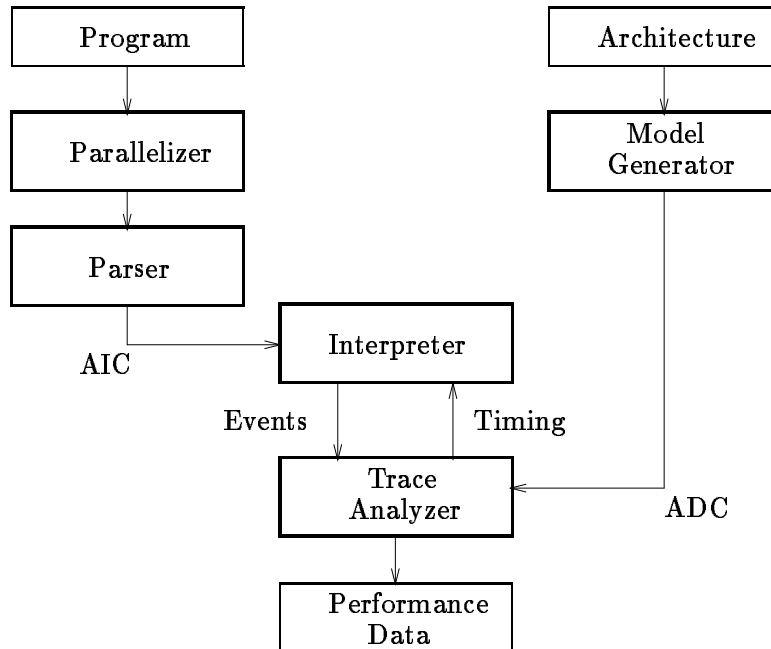 Program
Architecture
Parallelizer
Model
Generator
Parser
Interpreter
AIC
Events
Timing
Trace
Analyzer
ADC
Performance
Data